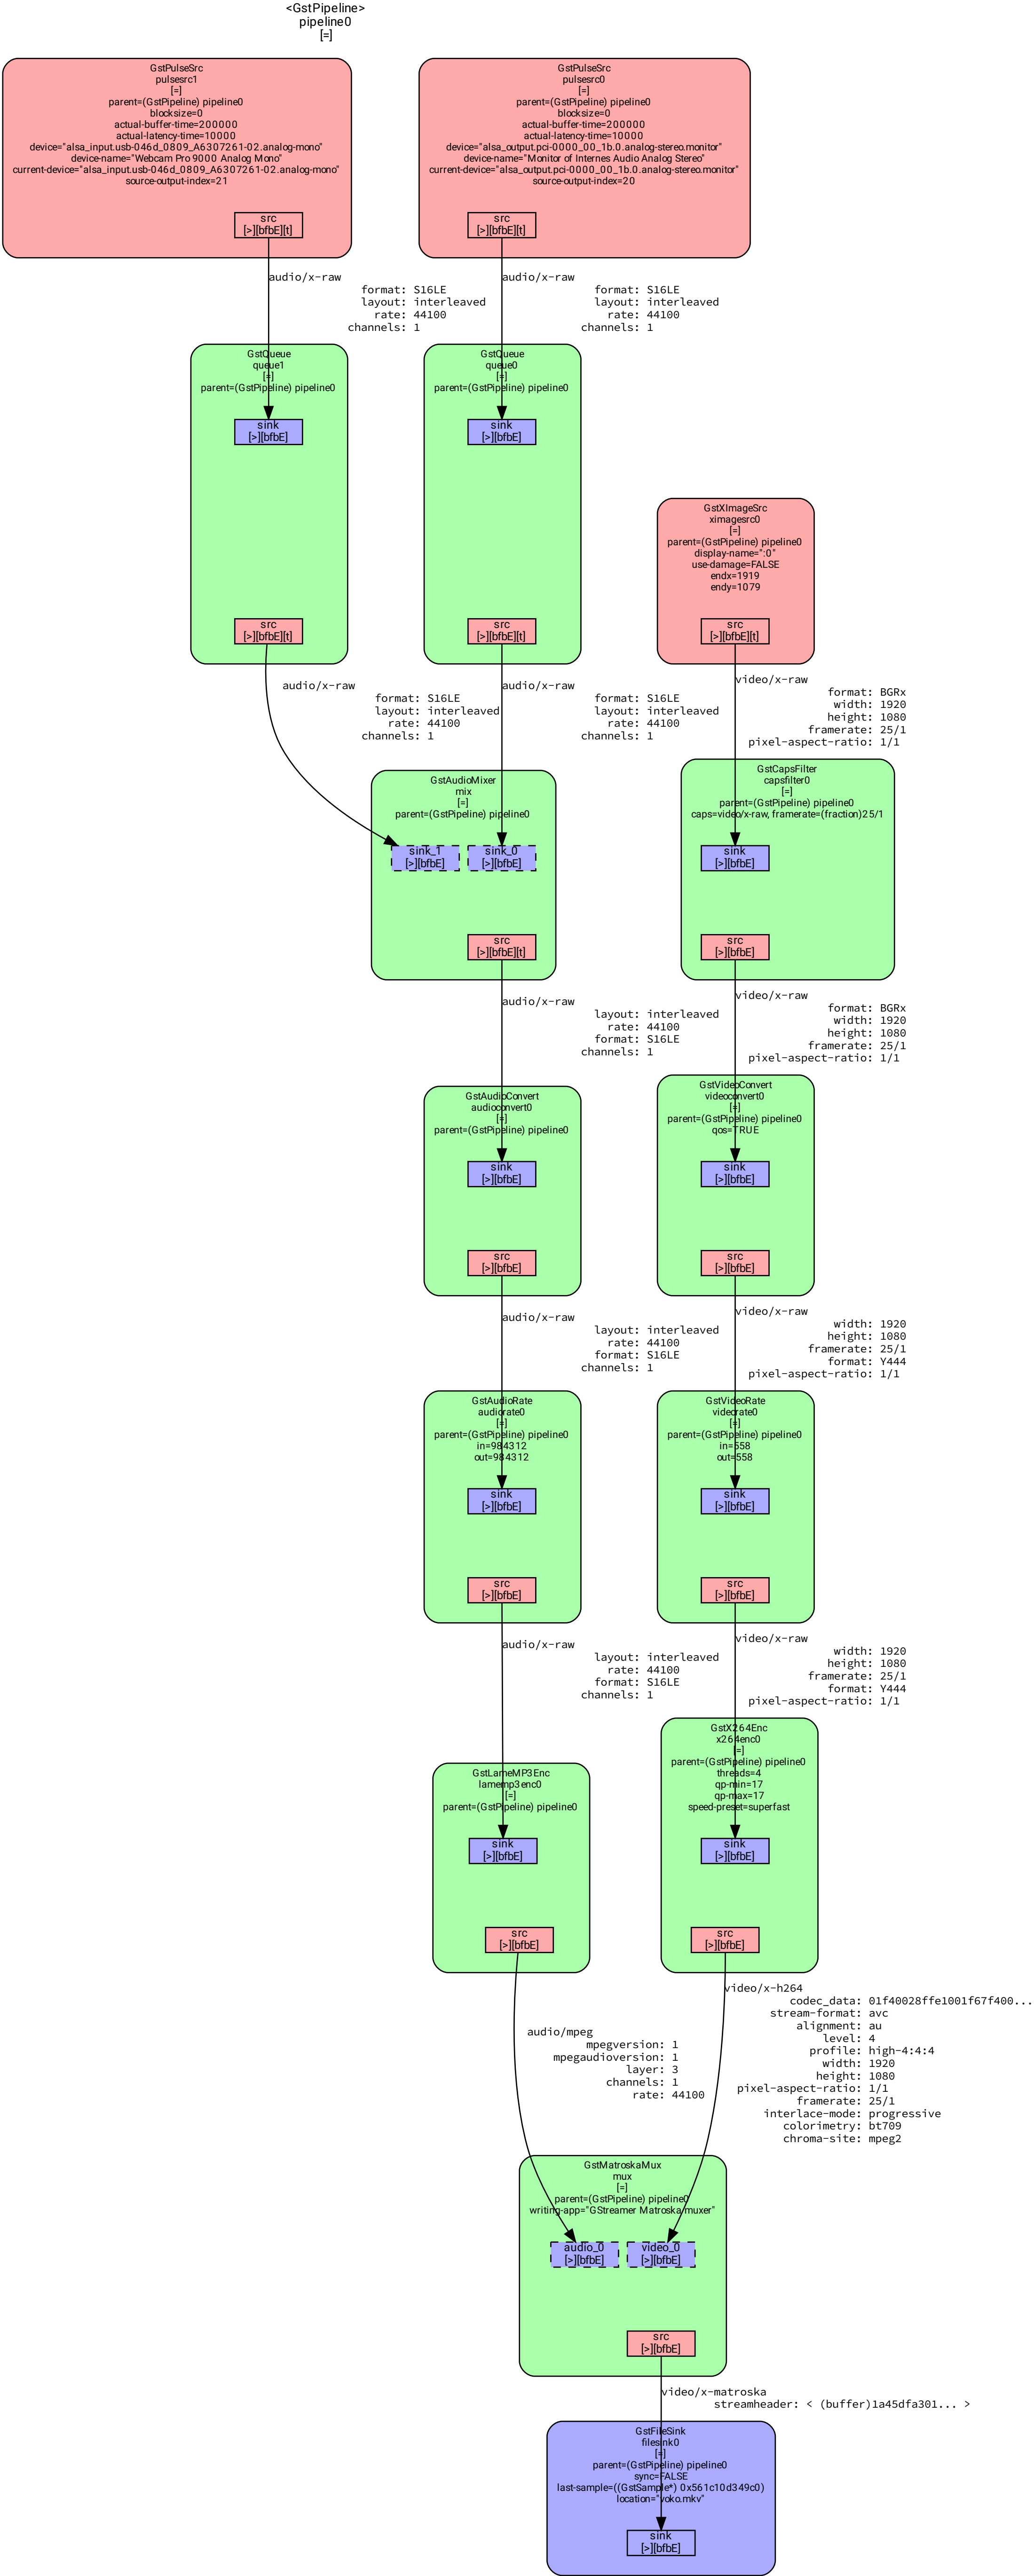 <GstPipeline>
pipeline0
[=]
GstPulseSrc
pulsesrc1
[=]
parent=(GstPipeline) pipeline0
blocksize=0
actual-buffer-time=200000
actual-latency-time=10000
device="alsa_input.usb-046d_0809_A6307261-02.analog-mono"
device-name="Webcam Pro 9000 Analog Mono"
current-device="alsa_input.usb-046d_0809_A6307261-02.analog-mono"
source-output-index=21
src
[>][bfbE][t]
GstPulseSrc
pulsesrc0
[=]
parent=(GstPipeline) pipeline0
blocksize=0
actual-buffer-time=200000
actual-latency-time=10000
device="alsa_output.pci-0000_00_1b.0.analog-stereo.monitor"
device-name="Monitor of Internes Audio Analog Stereo"
current-device="alsa_output.pci-0000_00_1b.0.analog-stereo.monitor"
source-output-index=20
src
[>][bfbE][t]
audio/x-raw
format: S16LE
layout: interleaved
rate: 44100
channels: 1
audio/x-raw
format: S16LE
layout: interleaved
rate: 44100
channels: 1
GstQueue
queue1
[=]
parent=(GstPipeline) pipeline0
sink
[>][bfbE]
src
[>][bfbE][t]
GstQueue
queue0
[=]
parent=(GstPipeline) pipeline0
sink
[>][bfbE]
src
[>][bfbE][t]
GstXImageSrc
ximagesrc0
[=]
parent=(GstPipeline) pipeline0
display-name=":0"
use-damage=FALSE
endx=1919
endy=1079
src
[>][bfbE][t]
audio/x-raw
format: S16LE
layout: interleaved
rate: 44100
channels: 1
audio/x-raw
format: S16LE
layout: interleaved
rate: 44100
channels: 1
video/x-raw
format: BGRx
width: 1920
height: 1080
framerate: 25/1
pixel-aspect-ratio: 1/1
GstAudioMixer
mix
[=]
parent=(GstPipeline) pipeline0
sink_1
[>][bfbE]
sink_0
[>][bfbE]
src
[>][bfbE][t]
GstCapsFilter
capsfilter0
[=]
parent=(GstPipeline) pipeline0
caps=video/x-raw, framerate=(fraction)25/1
sink
[>][bfbE]
src
[>][bfbE]
audio/x-raw
layout: interleaved
rate: 44100
format: S16LE
channels: 1
video/x-raw
format: BGRx
width: 1920
height: 1080
framerate: 25/1
pixel-aspect-ratio: 1/1
GstAudioConvert
audioconvert0
[=]
parent=(GstPipeline) pipeline0
sink
[>][bfbE]
src
[>][bfbE]
GstVideoConvert
videoconvert0
[=]
parent=(GstPipeline) pipeline0
qos=TRUE
sink
[>][bfbE]
src
[>][bfbE]
audio/x-raw
layout: interleaved
rate: 44100
format: S16LE
channels: 1
video/x-raw
width: 1920
height: 1080
framerate: 25/1
format: Y444
pixel-aspect-ratio: 1/1
GstAudioRate
audiorate0
[=]
parent=(GstPipeline) pipeline0
in=984312
out=984312
sink
[>][bfbE]
src
[>][bfbE]
GstVideoRate
videorate0
[=]
parent=(GstPipeline) pipeline0
in=558
out=558
sink
[>][bfbE]
src
[>][bfbE]
audio/x-raw
layout: interleaved
rate: 44100
format: S16LE
channels: 1
video/x-raw
width: 1920
height: 1080
framerate: 25/1
format: Y444
pixel-aspect-ratio: 1/1
GstLameMP3Enc
lamemp3enc0
[=]
parent=(GstPipeline) pipeline0
sink
[>][bfbE]
src
[>][bfbE]
GstX264Enc
x264enc0
[=]
parent=(GstPipeline) pipeline0
threads=4
qp-min=17
qp-max=17
speed-preset=superfast
sink
[>][bfbE]
src
[>][bfbE]
audio/mpeg
mpegversion: 1
mpegaudioversion: 1
layer: 3
channels: 1
rate: 44100
video/x-h264
codec_data: 01f40028ffe1001f67f400...
stream-format: avc
alignment: au
level: 4
profile: high-4:4:4
width: 1920
height: 1080
pixel-aspect-ratio: 1/1
framerate: 25/1
interlace-mode: progressive
colorimetry: bt709
chroma-site: mpeg2
GstMatroskaMux
mux
[=]
parent=(GstPipeline) pipeline0
writing-app="GStreamer Matroska muxer"
audio_0
[>][bfbE]
video_0
[>][bfbE]
src
[>][bfbE]
video/x-matroska
streamheader: < (buffer)1a45dfa301... >
GstFileSink
filesink0
[=]
parent=(GstPipeline) pipeline0
sync=FALSE
last-sample=((GstSample*) 0x561c10d349c0)
location="voko.mkv"
sink
[>][bfbE]